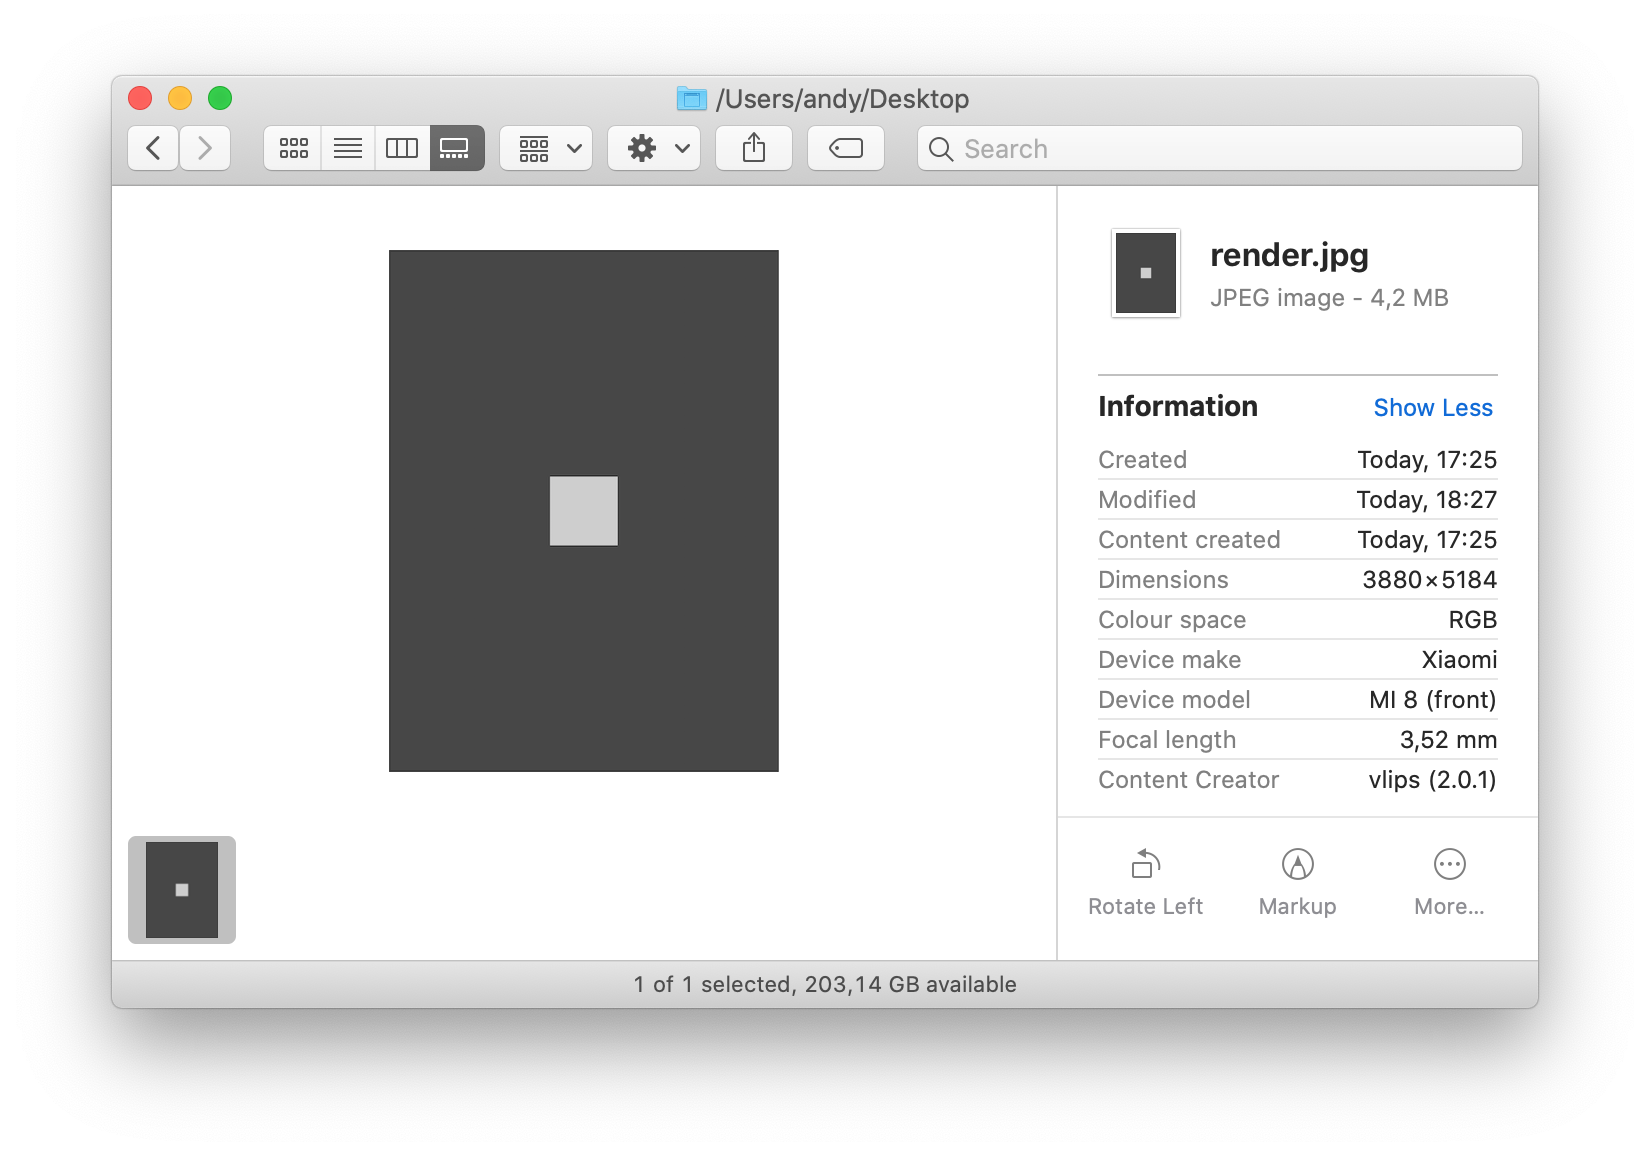 /Users/andy/Desktop
Search
render.jpg
JPEG image - 4,2 MB
Information Show Less
Created Today, 17:25
Modified Today, 18:27
Content created Today, 17:25
Dimensions 3880×5184
Colour space RGB
Device make Xiaomi
Device model MI 8 (front)
Focal length 3,52 mm
Content Creator vlips (2.0.1)
Rotate Left Markup More...
1 of 1 selected, 203,14 GB available